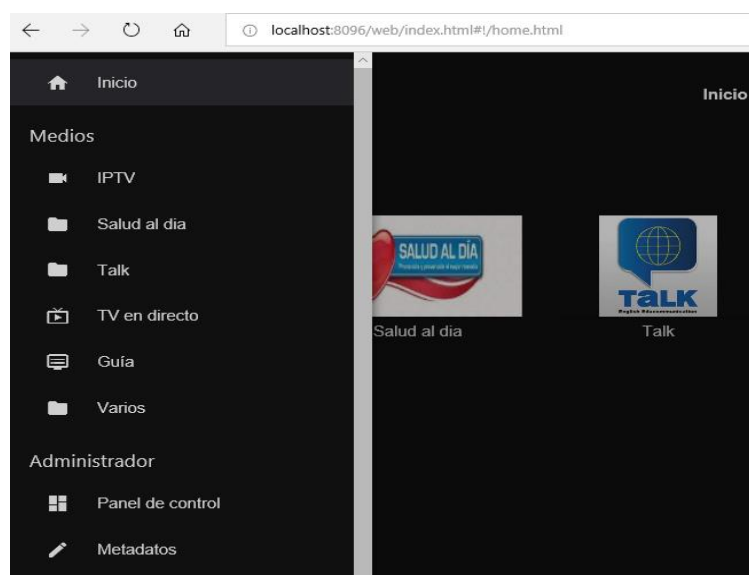 localhost:8096/web/index.html#!/home.html
Inicio
Medios
IPTV
Salud al dia
Talk
TV en directo
Guía
Varios
Administrador
Panel de control
Metadatos
Inicio
SALUD AL DÍA
Salud al dia
TaLK
Talk